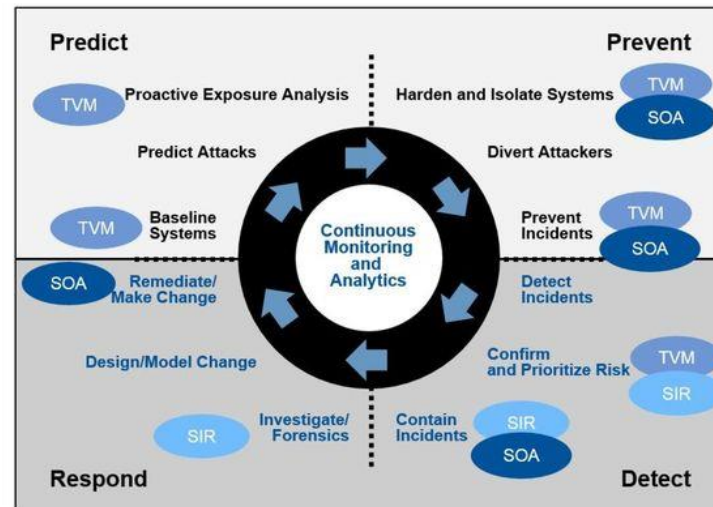 Predict
Prevent
TVM
Proactive Exposure Analysis
Harden and Isolate Systems
TVM
SOA
Predict Attacks
Divert Attackers
TVM
Baseline
Systems
Continuous
Monitoring
and
Analytics
Prevent
Incidents
TVM
SOA
SOA
Remediate/
Make Change
Detect
Incidents
Design/Model Change
Confirm
and Prioritize Risk
TVM
SIR
SIR
Investigate/
Forensics
Contain
Incidents
SIR
SOA
Respond
Detect